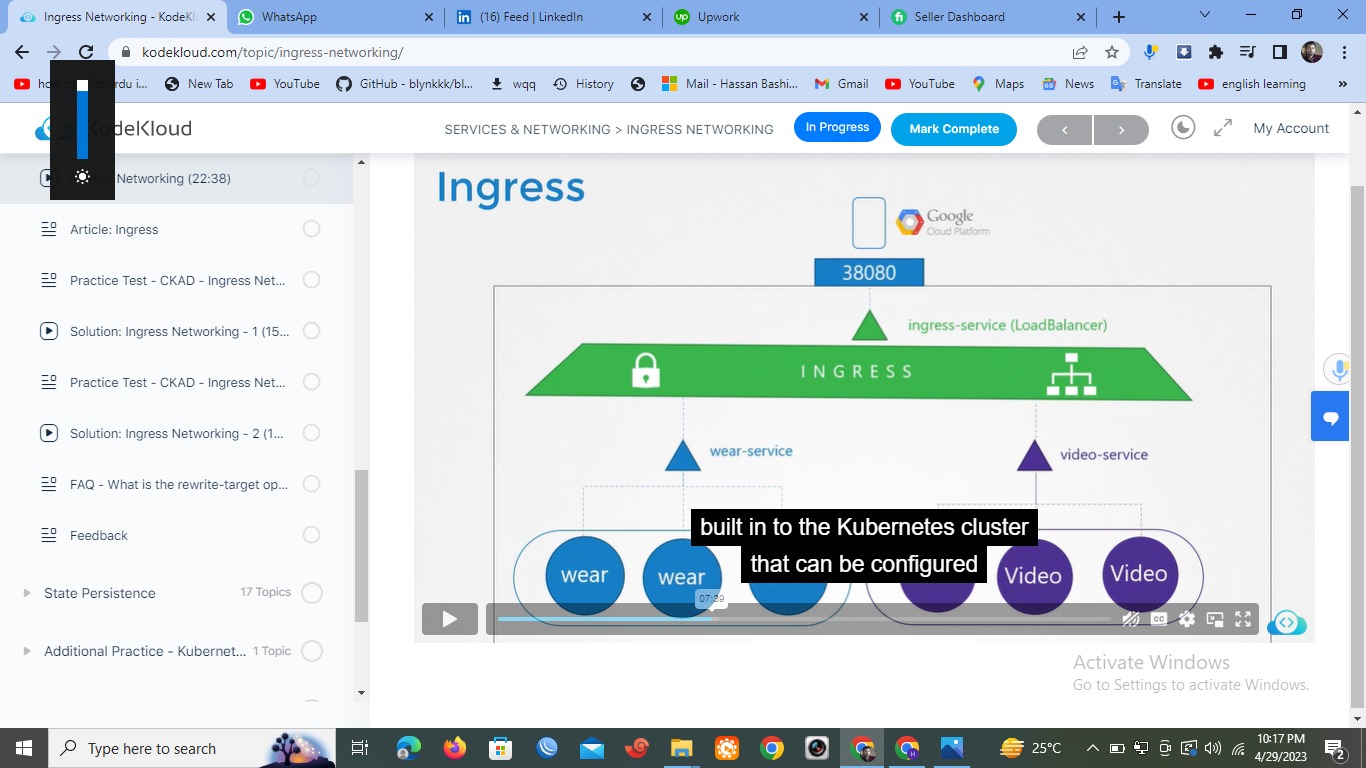 Ingress Networking - KodeKl
WhatsApp
(16) Feed | LinkedIn
Upwork
Seller Dashboard
kodekloud.com/topic/ingress-networking/
New Tab
YouTube
GitHub - blynkkk/bl...
wqq
History
Mail - Hassan Bashi...
Gmail
YouTube
Maps
News
Translate
english learning
KodeKloud
SERVICES & NETWORKING > INGRESS NETWORKING
In Progress
Mark Complete
My Account
Networking (22:38)
Article: Ingress
Practice Test - CKAD - Ingress Net...
Solution: Ingress Networking - 1 (15...
Practice Test - CKAD - Ingress Net...
Solution: Ingress Networking - 2 (1...
FAQ - What is the rewrite-target op...
Feedback
State Persistence
17 Topics
Additional Practice - Kubernet...
1 Topic
Ingress
Google
Cloud Platform
38080
ingress-service (LoadBalancer)
INGRESS
wear-service
video-service
wear
wear
Video
Video
built in to the Kubernetes cluster
that can be configured
07:39
CC
Activate Windows
Go to Settings to activate Windows.
Type here to search
25°C
10:17 PM
4/29/2023
2